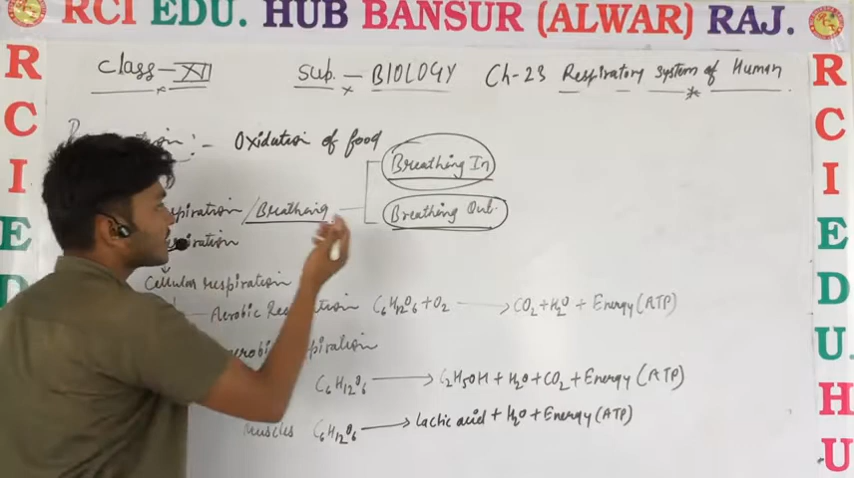 RCI EDU. HUB BANSUR (ALWAR) RAJ.
Class - XI Sub. - BIOLOGY Ch-23 Respiratory system of Human
:- Oxidation of food
Breathing In
/Breathing
Breathing Out.
Cellular respiration
Aerobic C6H12O6 + O2 → CO2 + H2O + Energy (ATP)
C6H12O6 → C2H5OH + H2O + CO2 + Energy (ATP)
Muscles C6H12O6 → Lactic acid + H2O + Energy (ATP)
R C I E D
R C I E D U. H U